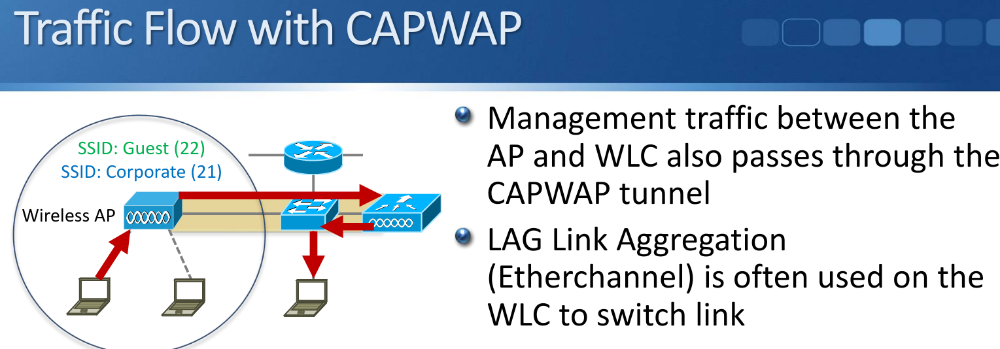 Traffic Flow with CAPWAP
SSID: Guest (22)
SSID: Corporate (21)
Wireless AP
Management traffic between the
AP and WLC also passes through the
CAPWAP tunnel
LAG Link Aggregation
(Etherchannel) is often used on the
WLC to switch link